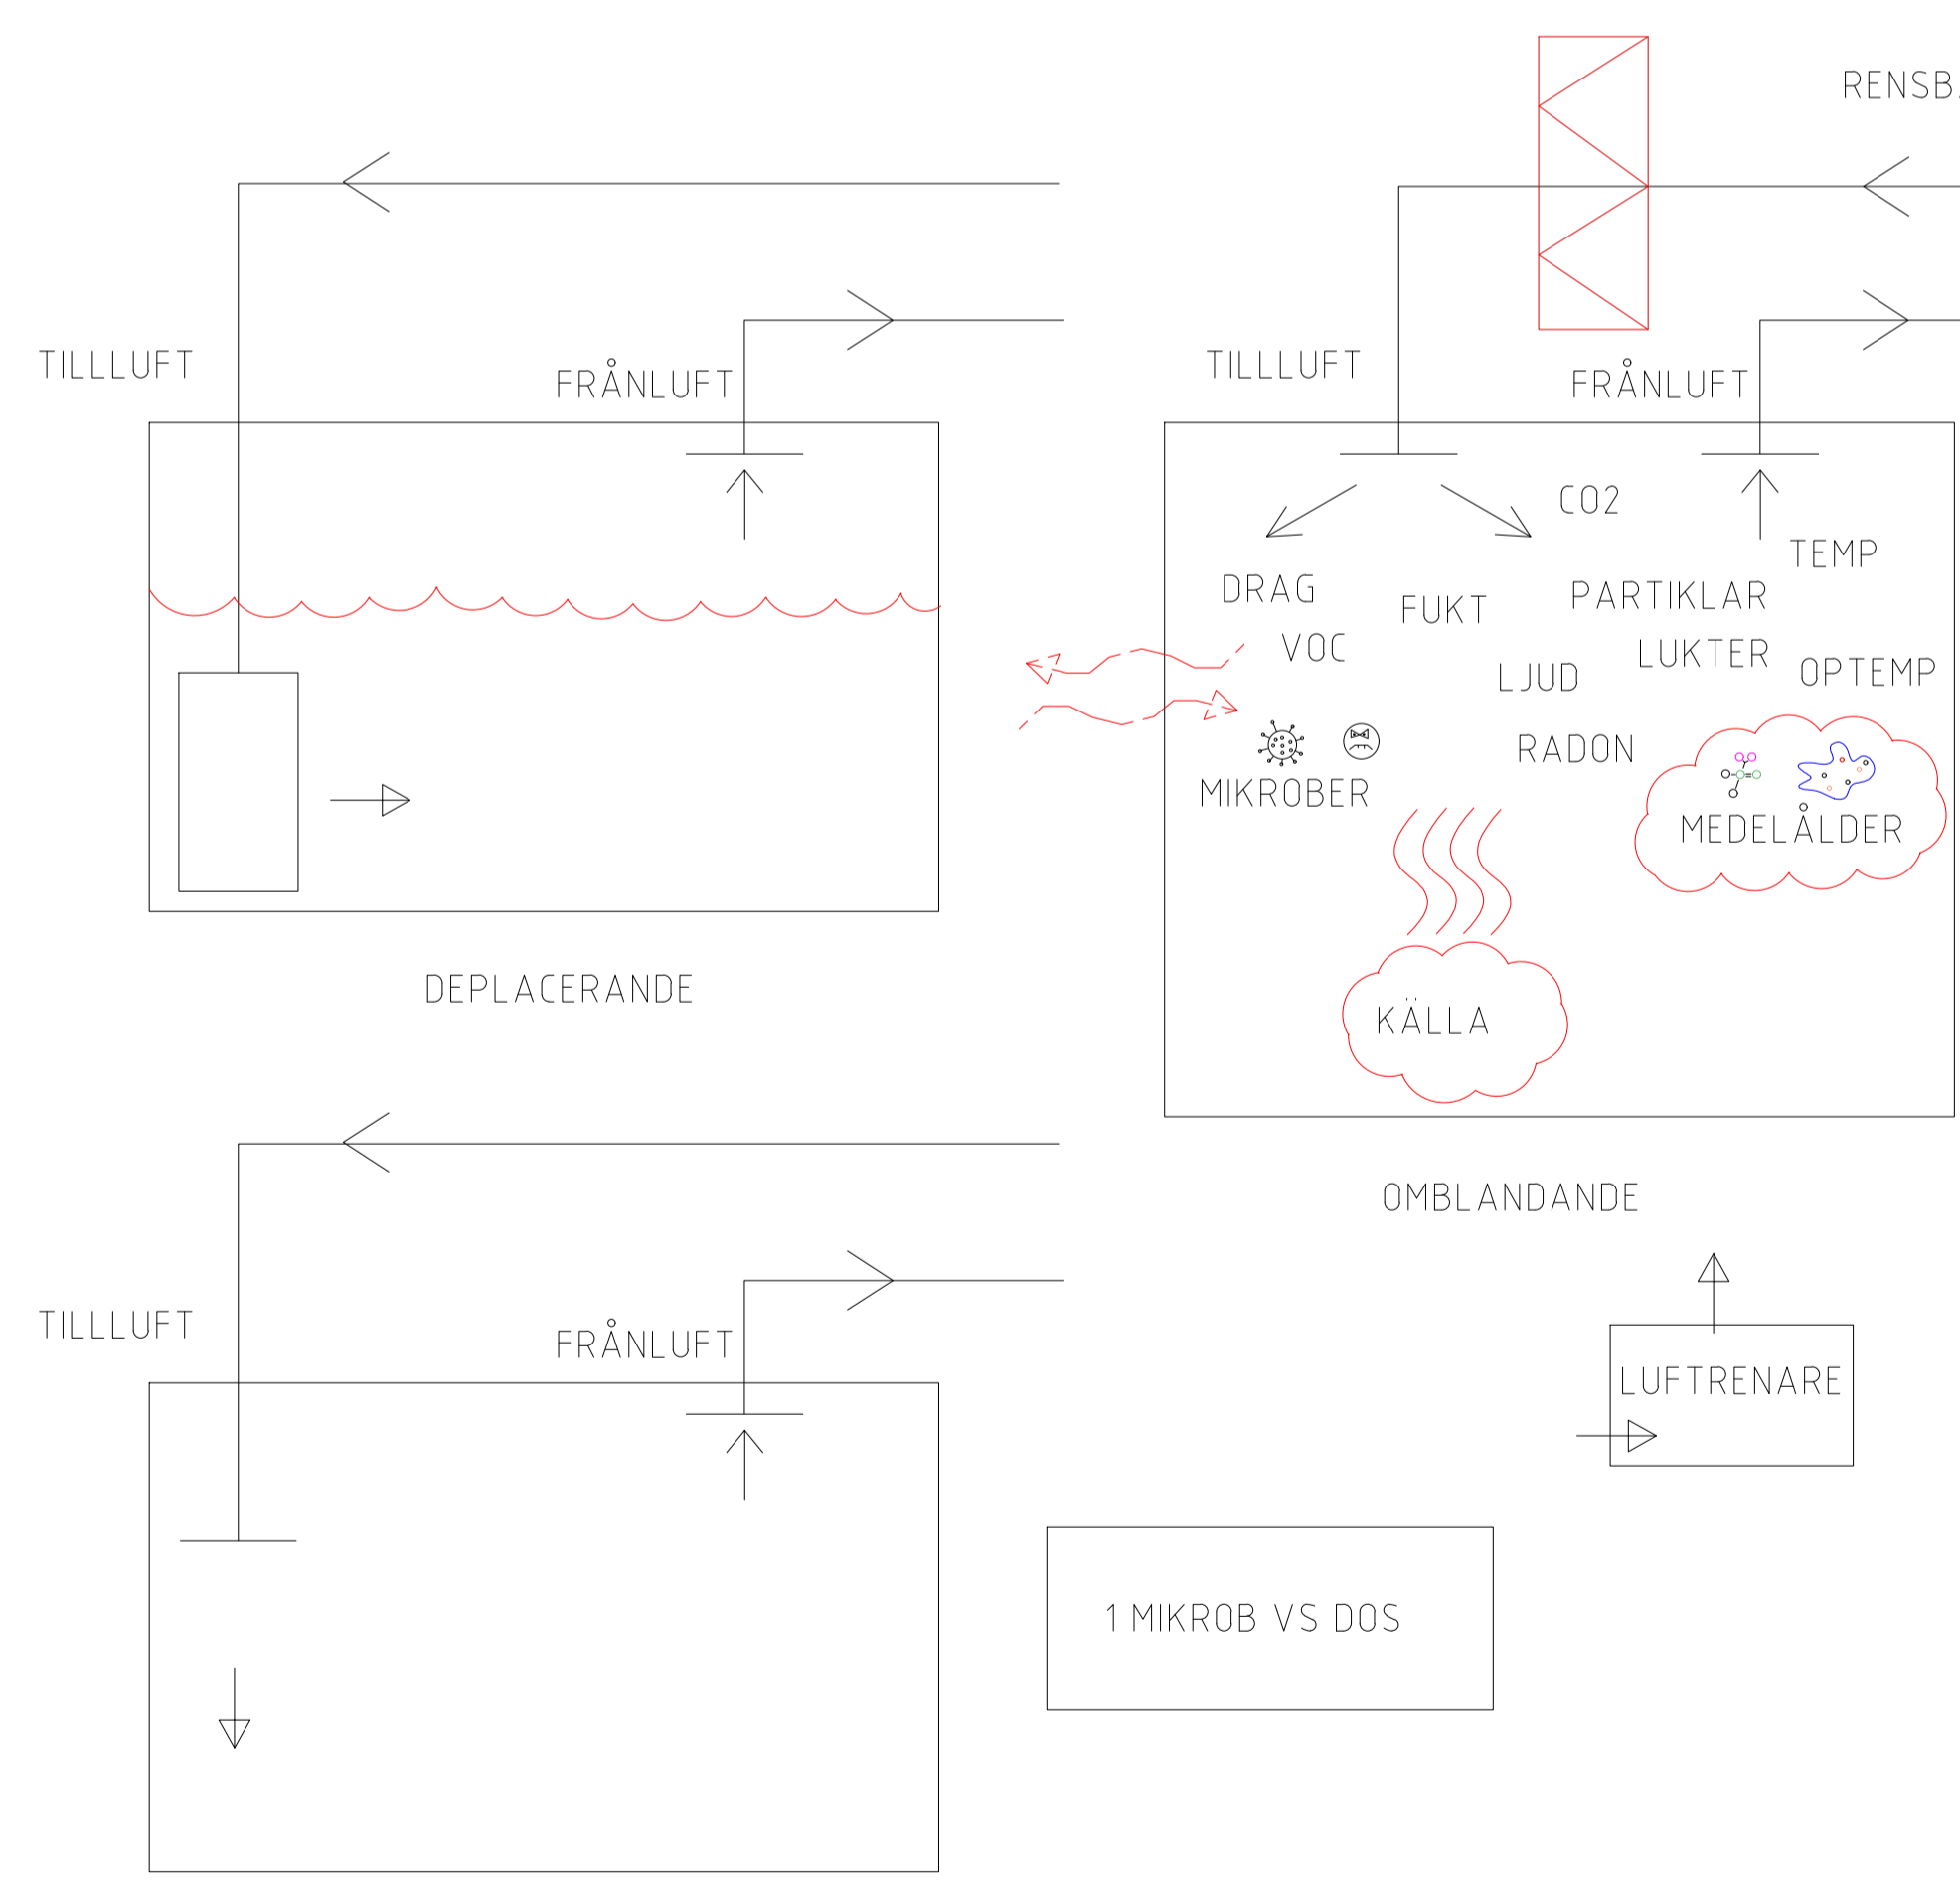 RENSB.
TILLLUFT
FRÅNLUFT
TILLLUFT
FRÅNLUFT
CO2
TEMP
DRAG
FUKT
PARTIKLAR
VOC
LJUD
LUKTER
OPTEMP
RADON
MIKROBER
MEDELÅLDER
KÄLLA
DEPLACERANDE
OMBLANDANDE
TILLLUFT
FRÅNLUFT
LUFTRENARE
1 MIKROB VS DOS